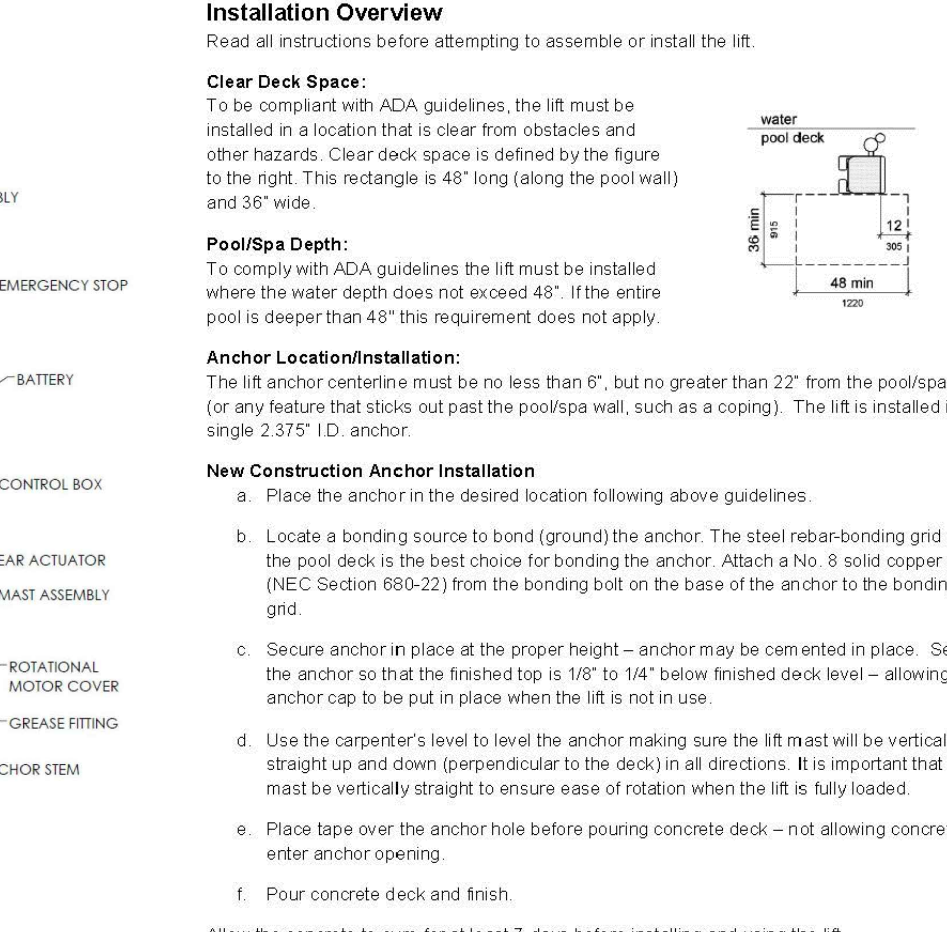 Installation Overview
Read all instructions before attempting to assemble or install the lift.
Clear Deck Space:
To be compliant with ADA guidelines, the lift must be
installed in a location that is clear from obstacles and
other hazards. Clear deck space is defined by the figure
to the right. This rectangle is 48" long (along the pool wall)
and 36" wide.
water
pool deck
36 min
915
12
305
48 min
1220
Pool/Spa Depth:
To comply with ADA guidelines the lift must be installed
where the water depth does not exceed 48". If the entire
pool is deeper than 48" this requirement does not apply.
Anchor Location/Installation:
The lift anchor centerline must be no less than 6", but no greater than 22" from the pool/spa
(or any feature that sticks out past the pool/spa wall, such as a coping). The lift is installed
single 2.375" I.D. anchor.
New Construction Anchor Installation
a. Place the anchor in the desired location following above guidelines.
b. Locate a bonding source to bond (ground) the anchor. The steel rebar-bonding grid
the pool deck is the best choice for bonding the anchor. Attach a No. 8 solid copper
(NEC Section 680-22) from the bonding bolt on the base of the anchor to the bondin
grid.
c. Secure anchor in place at the proper height – anchor may be cemented in place. Se
the anchor so that the finished top is 1/8" to 1/4" below finished deck level – allowing
anchor cap to be put in place when the lift is not in use.
d. Use the carpenter's level to level the anchor making sure the lift mast will be vertical
straight up and down (perpendicular to the deck) in all directions. It is important that
mast be vertically straight to ensure ease of rotation when the lift is fully loaded.
e. Place tape over the anchor hole before pouring concrete deck – not allowing concre
enter anchor opening.
f. Pour concrete deck and finish.
BLY
EMERGENCY STOP
BATTERY
CONTROL BOX
EAR ACTUATOR
MAST ASSEMBLY
ROTATIONAL
MOTOR COVER
GREASE FITTING
CHOR STEM